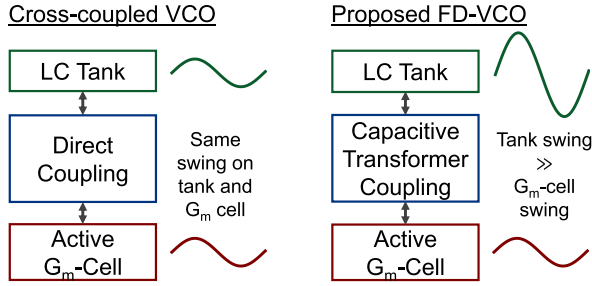 Cross-coupled VCO
LC Tank
Direct
Coupling
Same
swing on
tank and
Gm cell
Active
Gm-Cell
Proposed FD-VCO
LC Tank
Capacitive
Transformer
Coupling
Tank swing
≫
Gm-cell
swing
Active
Gm-Cell